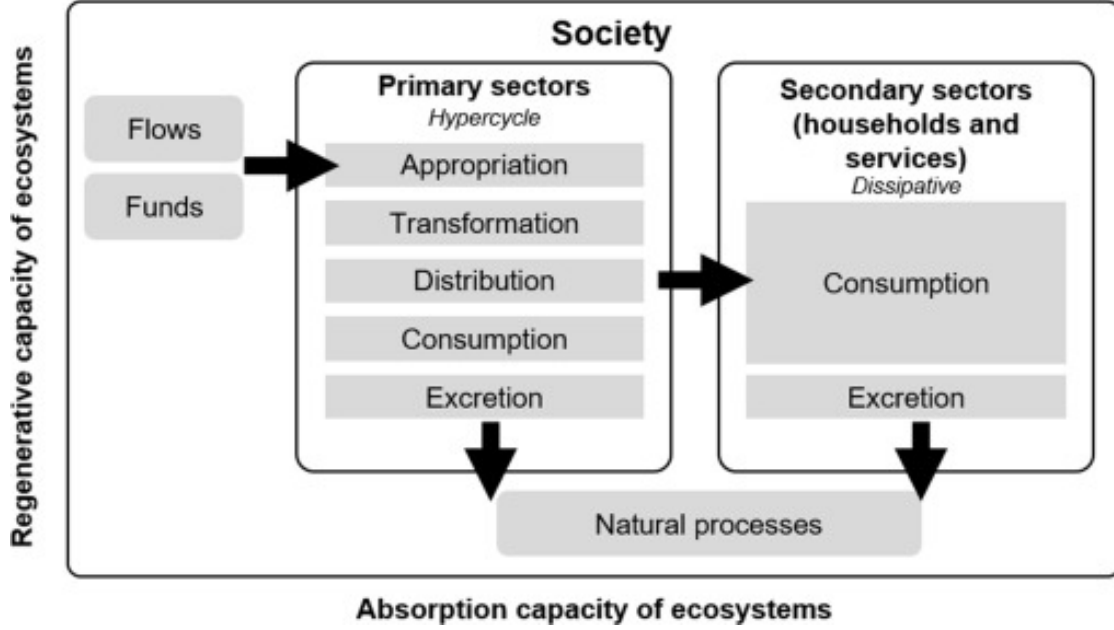 Society
Regenerative capacity of ecosystems
Flows
Funds
Primary sectors
Hypercycle
Appropriation
Transformation
Distribution
Consumption
Excretion
Secondary sectors
(households and
services)
Dissipative
Consumption
Excretion
Natural processes
Absorption capacity of ecosystems